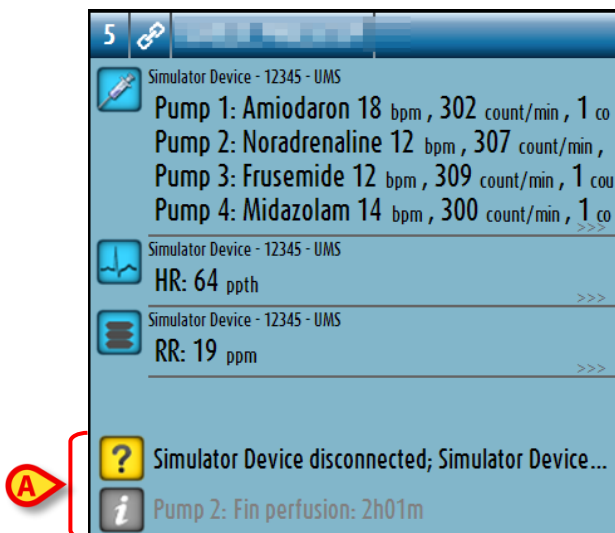 5
Simulator Device - 12345 - UMS
Pump 1: Amiodaron 18 bpm , 302 count/min , 1 co
Pump 2: Noradrenaline 12 bpm , 307 count/min ,
Pump 3: Frusemide 12 bpm , 309 count/min , 1 cou
Pump 4: Midazolam 14 bpm , 300 count/min , 1 co
>>>
Simulator Device - 12345 - UMS
HR: 64 ppth
>>>
Simulator Device - 12345 - UMS
RR: 19 ppm
>>>
A
? Simulator Device disconnected; Simulator Device...
i Pump 2: Fin perfusion: 2h01m